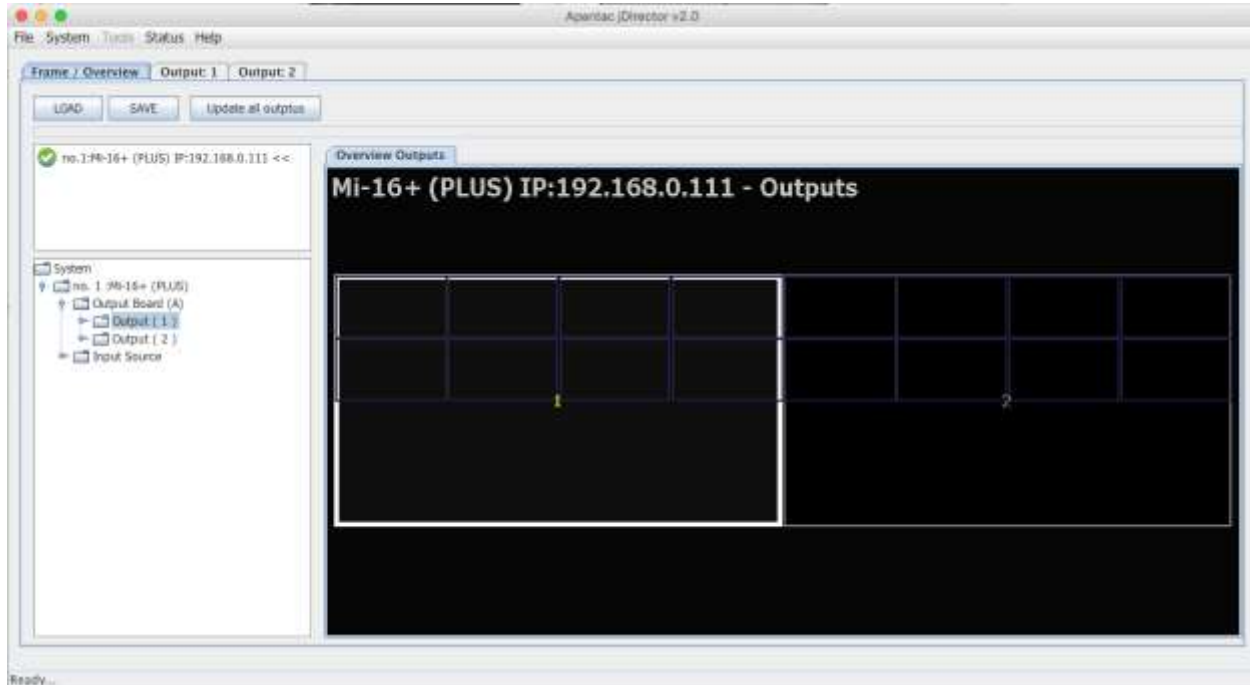 Apantac jDirector v2.0
File System Tools Status Help
Frame / Overview Output: 1 Output: 2
LOAD SAVE Update all outptus
no.1:Mi-16+ (PLUS) IP:192.168.0.111 <<
Overview Outputs
Mi-16+ (PLUS) IP:192.168.0.111 - Outputs
System
no. 1 :Mi-16+ (PLUS)
Output Board (A)
Output ( 1 )
Output ( 2 )
Input Source
1
2
Ready...